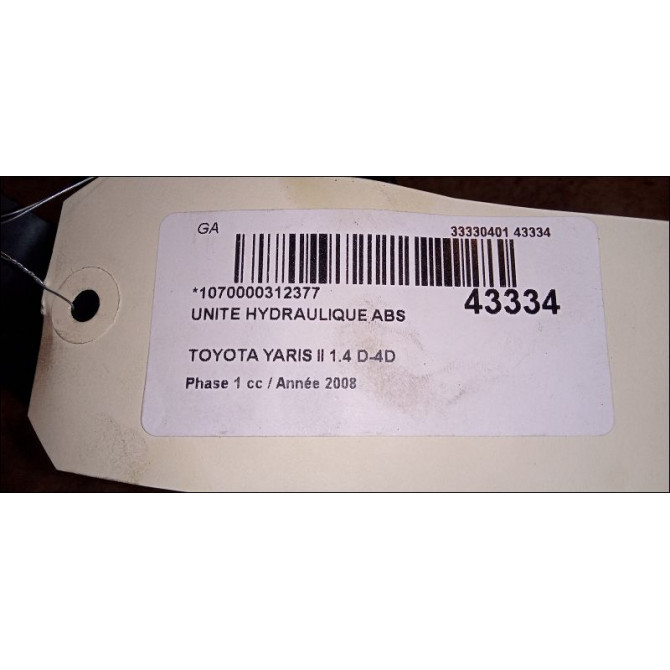 GA
33330401 43334
*1070000312377
43334
UNITE HYDRAULIQUE ABS
TOYOTA YARIS II 1.4 D-4D
Phase 1 cc / Année 2008